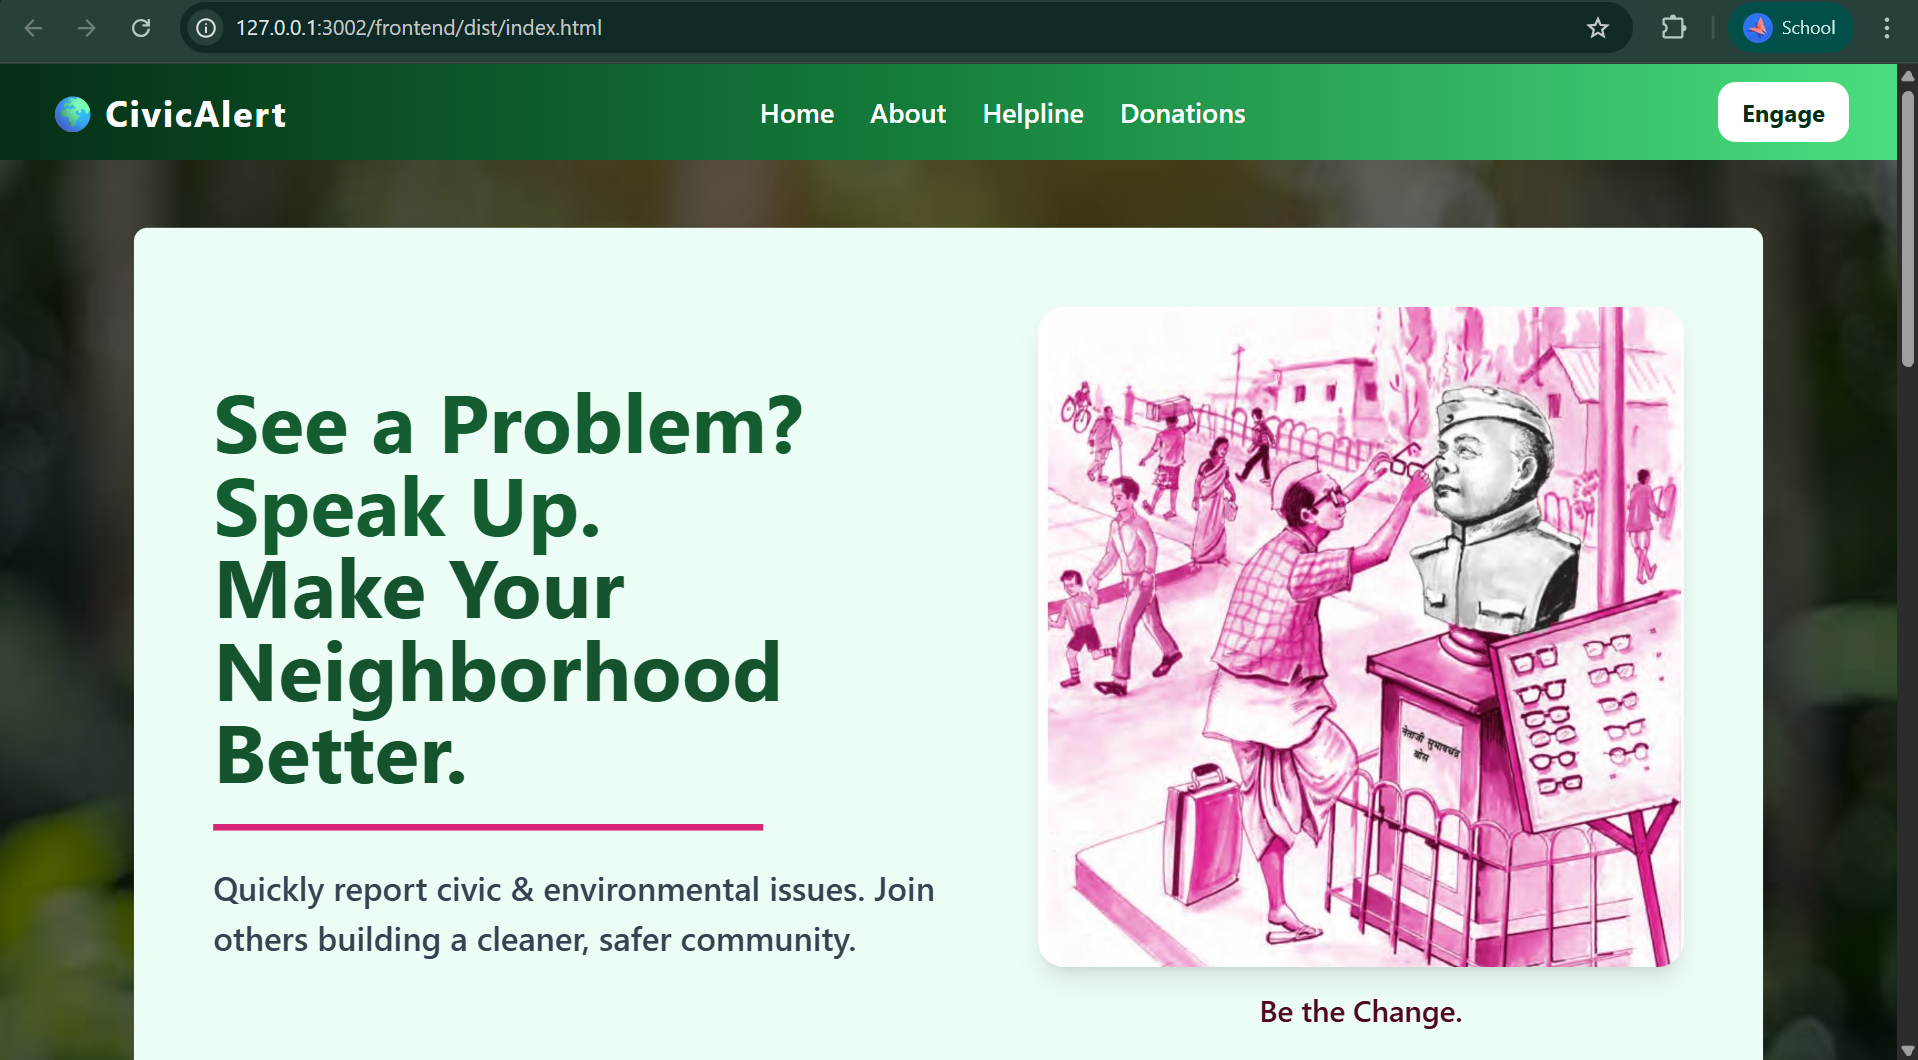 127.0.0.1:3002/frontend/dist/index.html
School
CivicAlert
Home About Helpline Donations
Engage
See a Problem?
Speak Up.
Make Your
Neighborhood
Better.
Quickly report civic & environmental issues. Join
others building a cleaner, safer community.
नेताजी सुभाषचंद्र
बोस
Be the Change.